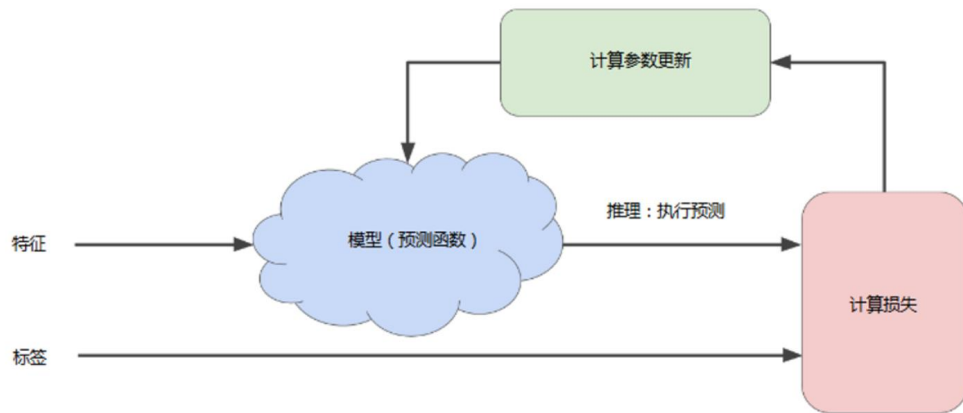 计算参数更新
推理：执行预测
特征
模型（预测函数）
计算损失
标签